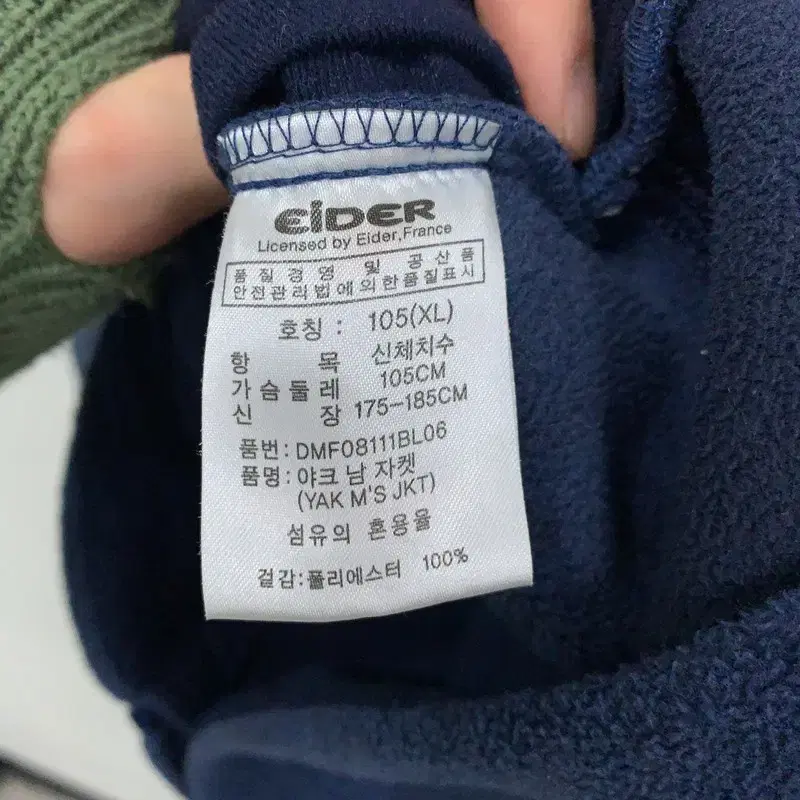 EiDER
Licensed by Eider,France
품질경영 및 공산품
안전관리법에의한품질표시
호칭 : 105(XL)
항 목 신체치수
가슴둘레 105CM
신 장 175-185CM
품번: DMF08111BL06
품명: 야크 남 자켓
(YAK M'S JKT)
섬유의 혼용율
겉감:폴리에스터 100%